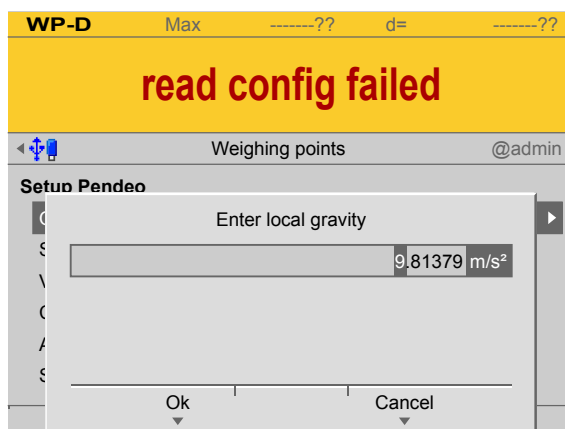 WP-D Max -------?? d= -------??
read config failed
Weighing points @admin
Setup Pendeo
Enter local gravity
9.81379 m/s²
Ok Cancel